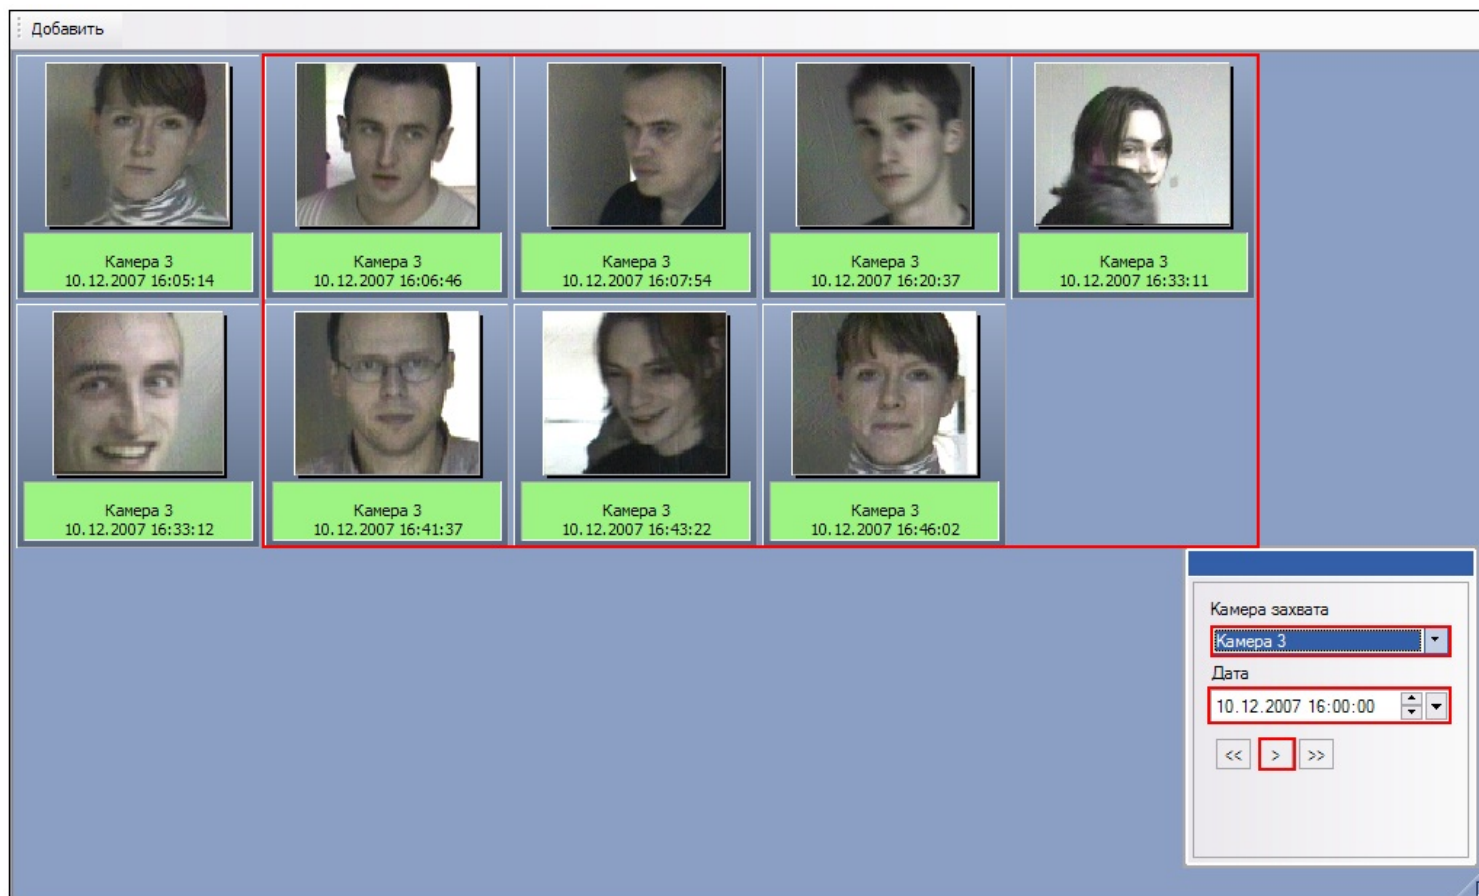 Добавить
Камера 3
10.12.2007 16:05:14
Камера 3
10.12.2007 16:06:46
Камера 3
10.12.2007 16:07:54
Камера 3
10.12.2007 16:20:37
Камера 3
10.12.2007 16:33:11
Камера 3
10.12.2007 16:33:12
Камера 3
10.12.2007 16:41:37
Камера 3
10.12.2007 16:43:22
Камера 3
10.12.2007 16:46:02
Камера захвата
Камера 3
Дата
10.12.2007 16:00:00
<< > >>